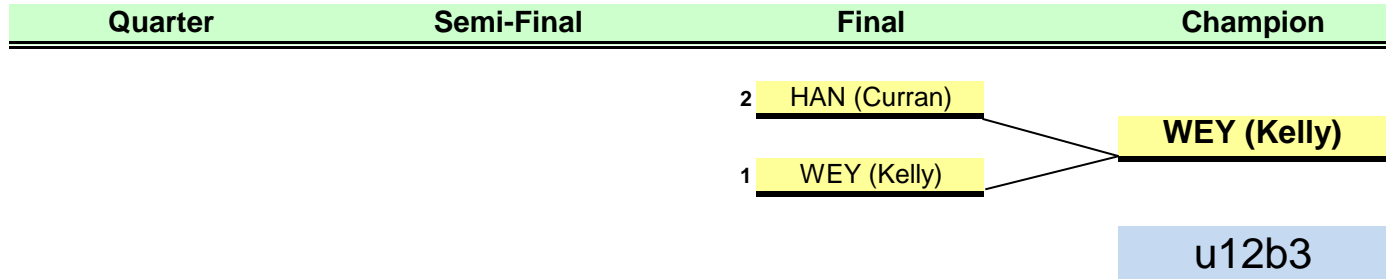 Quarter Semi-Final Final Champion
2 HAN (Curran)
WEY (Kelly)
1 WEY (Kelly)
u12b3